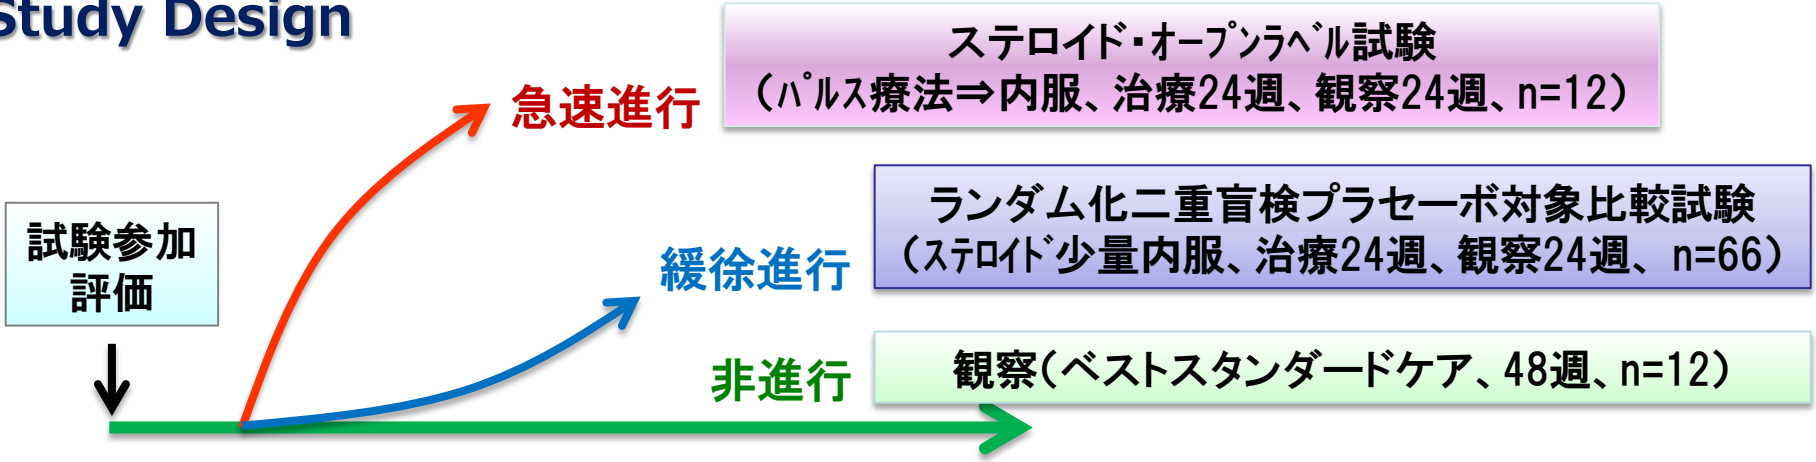 Study Design
ステロイド・オープンラベル試験
（パルス療法⇒内服、治療24週、観察24週、n=12）
急速進行
ランダム化二重盲検プラセーボ対象比較試験
（ステロイド少量内服、治療24週、観察24週、n=66）
試験参加
評価
緩徐進行
観察（ベストスタンダードケア、48週、n=12）
非進行